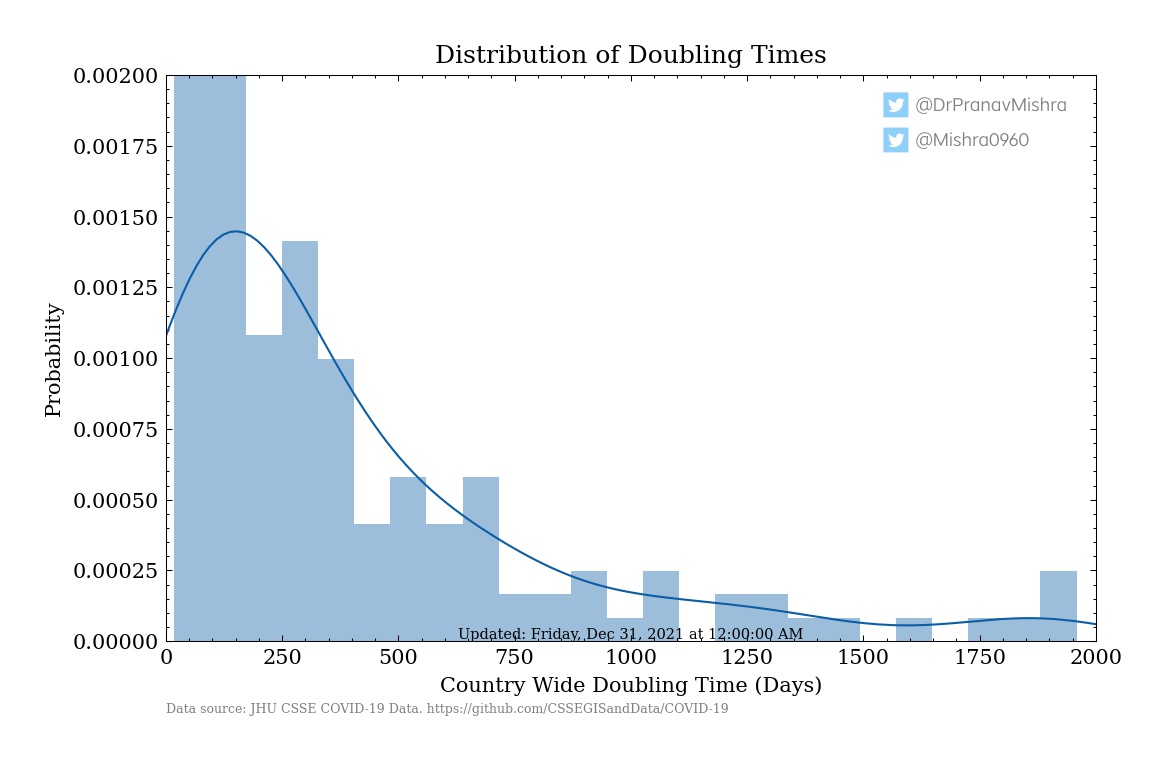 Distribution of Doubling Times
0.00200
0.00175
0.00150
0.00125
0.00100
0.00075
0.00050
0.00025
0.00000
Probability
@DrPranavMishra
@Mishra0960
Updated: Friday, Dec 31, 2021 at 12:00:00 AM
0 250 500 750 1000 1250 1500 1750 2000
Country Wide Doubling Time (Days)
Data source: JHU CSSE COVID-19 Data. https://github.com/CSSEGISandData/COVID-19